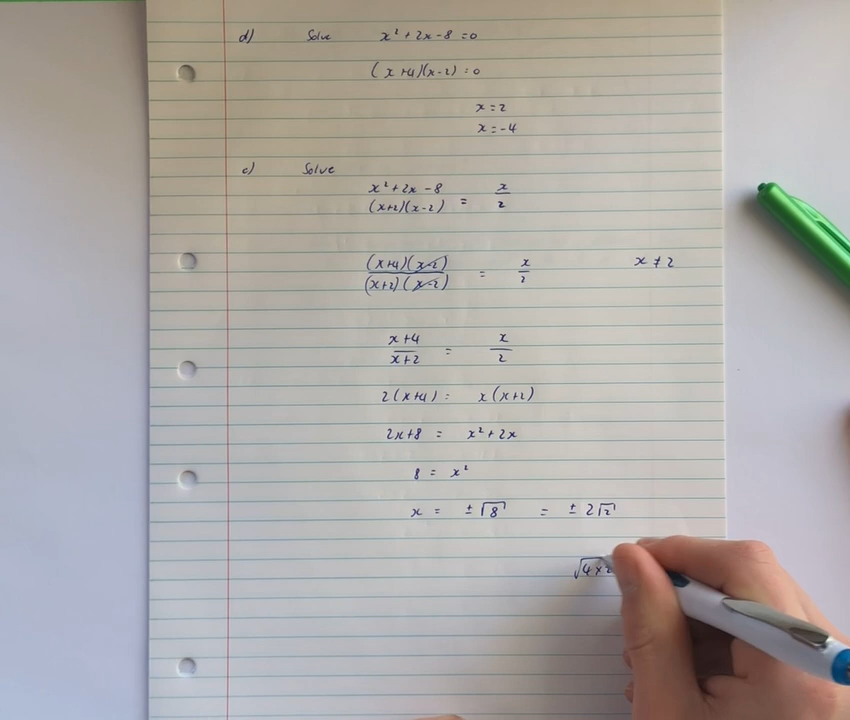 d) Solve x² + 2x - 8 = 0
(x+4)(x-2) = 0
x = 2
x = -4
c) Solve
x² + 2x - 8 / (x+2)(x-2) = x/2
(x+4)(x-2) / (x+2)(x-2) = x/2 x ≠ 2
x+4 / x+2 = x/2
2(x+4) = x(x+2)
2x+8 = x² + 2x
8 = x²
x = ± √8 = ± 2√2
√4×2